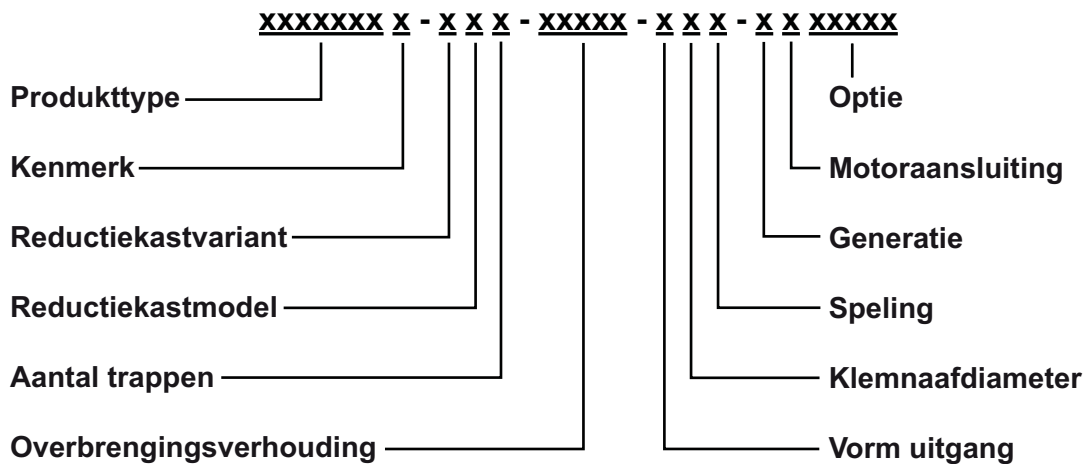 xxxxxxx x - x x x - xxxxx - x x x - x x xxxxx
Produkttype
Optie
Kenmerk
Motoraansluiting
Reductiekastvariant
Generatie
Reductiekastmodel
Speling
Aantal trappen
Klemnaafdiameter
Overbrengingsverhouding
Vorm uitgang